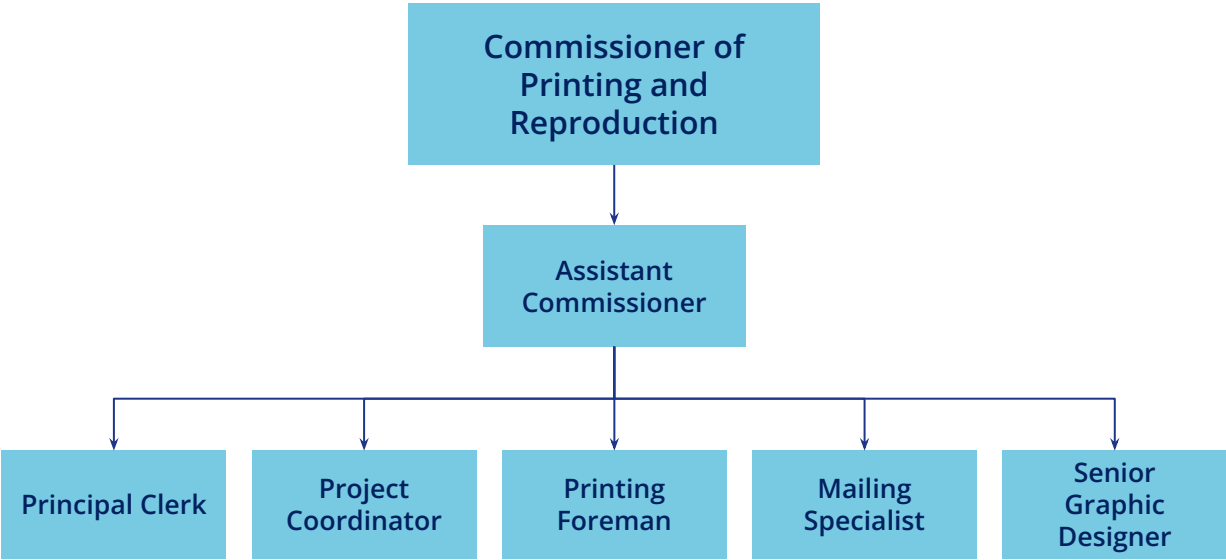 Commissioner of
Printing and
Reproduction
Assistant
Commissioner
Principal Clerk
Project
Coordinator
Printing
Foreman
Mailing
Specialist
Senior
Graphic
Designer